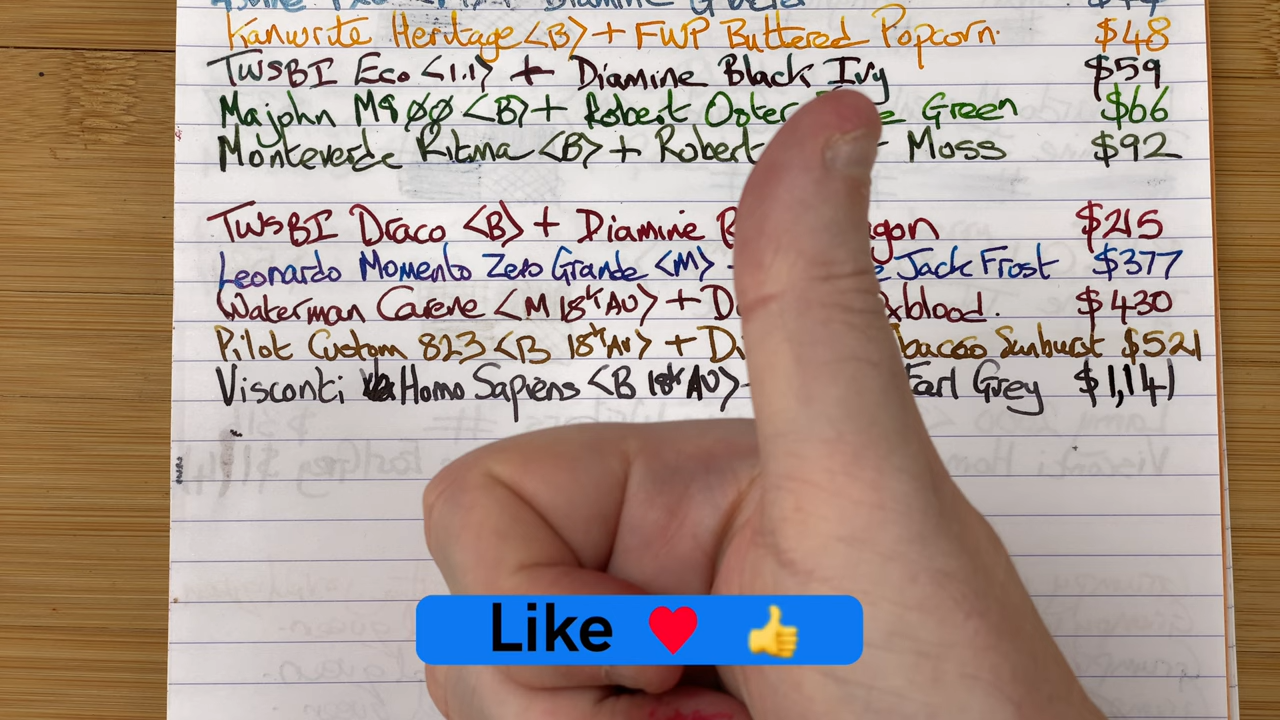 Kanwrite Heritage <B> + FWP Buttered Popcorn. $48
TWSBI Eco <1.1> + Diamine Black Ivy $59
Majohn M900 <B> + Robert Oster Green $66
Monteverde Ritma <B> + Robert Moss $92
TWSBI Draco <B> + Diamine $215
Leonardo Momento Zero Grande <M> Jack Frost $377
Waterman Carene <M 18k AU> + $430
Pilot Custom 823 <B 18k AU> + Sunburst $521
Visconti Homo Sapiens <B 18k AU> Earl Grey $1,141
Like ❤️ 👍